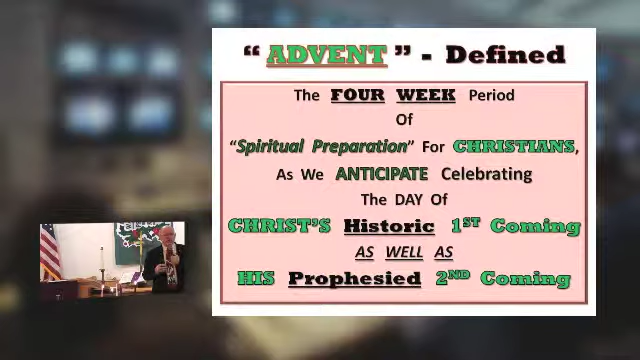 “ ADVENT ” - Defined
The FOUR WEEK Period
Of
“Spiritual Preparation” For CHRISTIANS,
As We ANTICIPATE Celebrating
The DAY Of
CHRIST’S Historic 1ST Coming
AS WELL AS
HIS Prophesied 2ND Coming